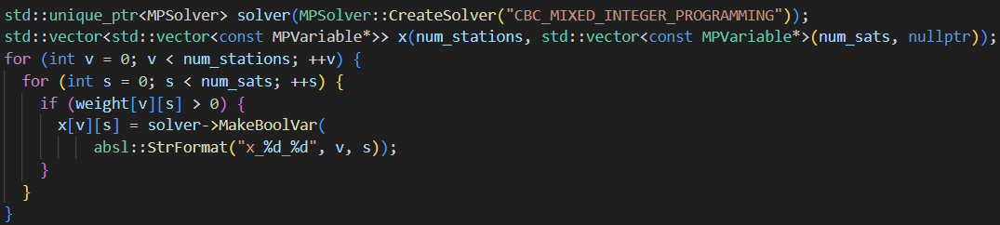 std::unique_ptr<MPSolver> solver(MPSolver::CreateSolver("CBC_MIXED_INTEGER_PROGRAMMING"));
std::vector<std::vector<const MPVariable*>> x(num_stations, std::vector<const MPVariable*>(num_sats, nullptr));
for (int v = 0; v < num_stations; ++v) {
  for (int s = 0; s < num_sats; ++s) {
    if (weight[v][s] > 0) {
      x[v][s] = solver->MakeBoolVar(
          absl::StrFormat("x_%d_%d", v, s));
    }
  }
}